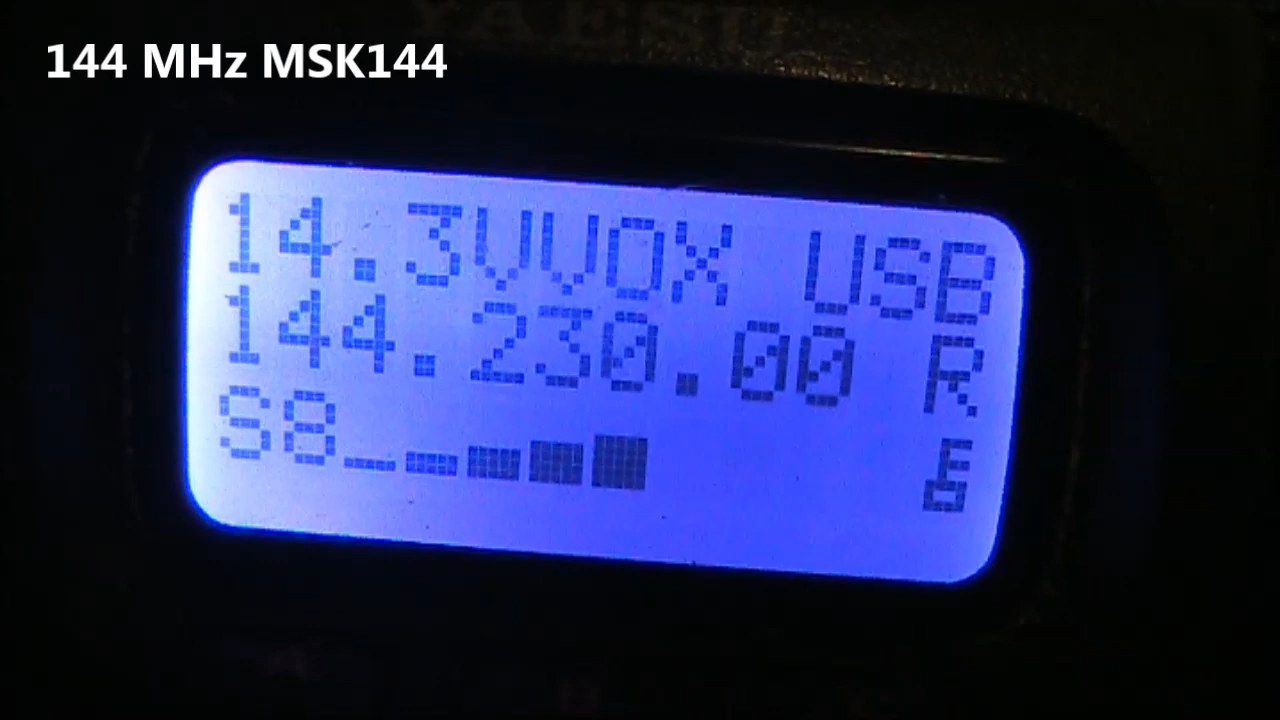 YAESU
144 MHz MSK144
14.3VVOX USB
144.230.00 R
S8